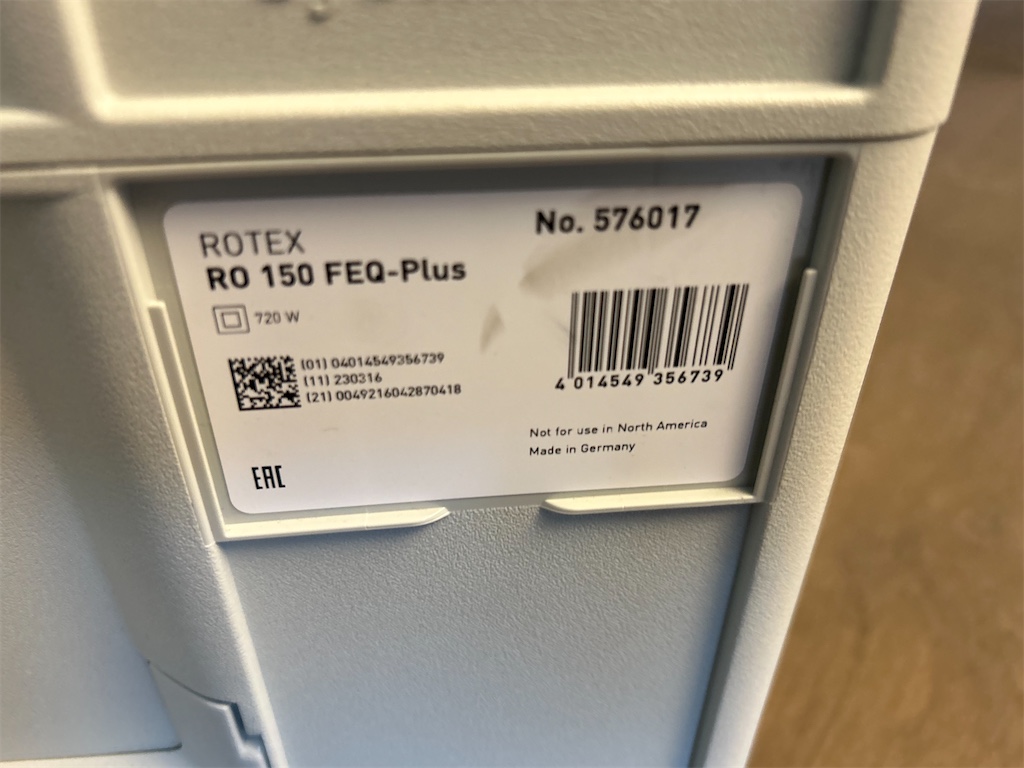 ROTEX
RO 150 FEQ-Plus
720 W
(01) 04014549356739
(11) 230316
(21) 0049216042870418
EAC
No. 576017
4 014549 356739
Not for use in North America
Made in Germany